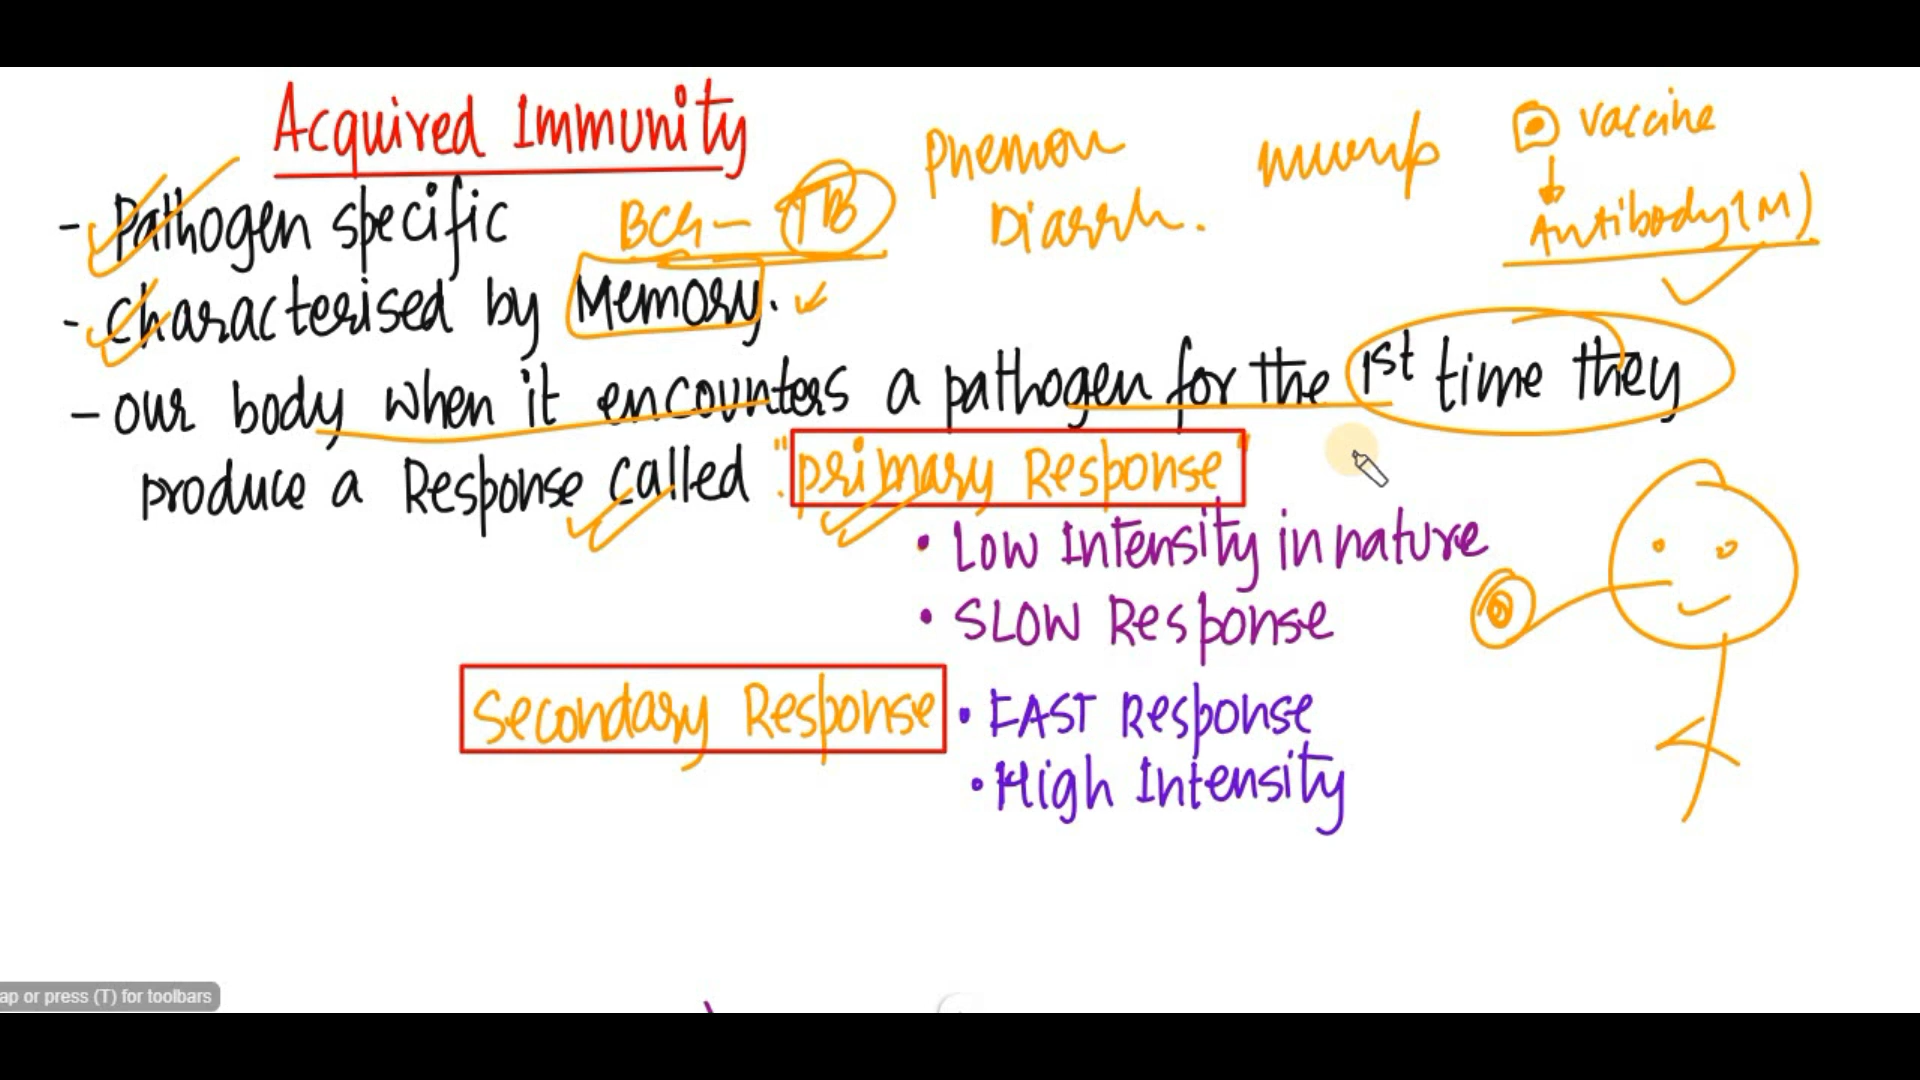 Acquired Immunity
- Pathogen specific
BCG - TB
Diarrh.
vaccine
Antibody (M)
- Characterised by Memory.
- our body when it encounters a pathogen for the 1st time they
produce a Response called "primary Response"
• Low Intensity in nature
• SLOW Response
Secondary Response • FAST Response
• High Intensity
ap or press (T) for toolbars